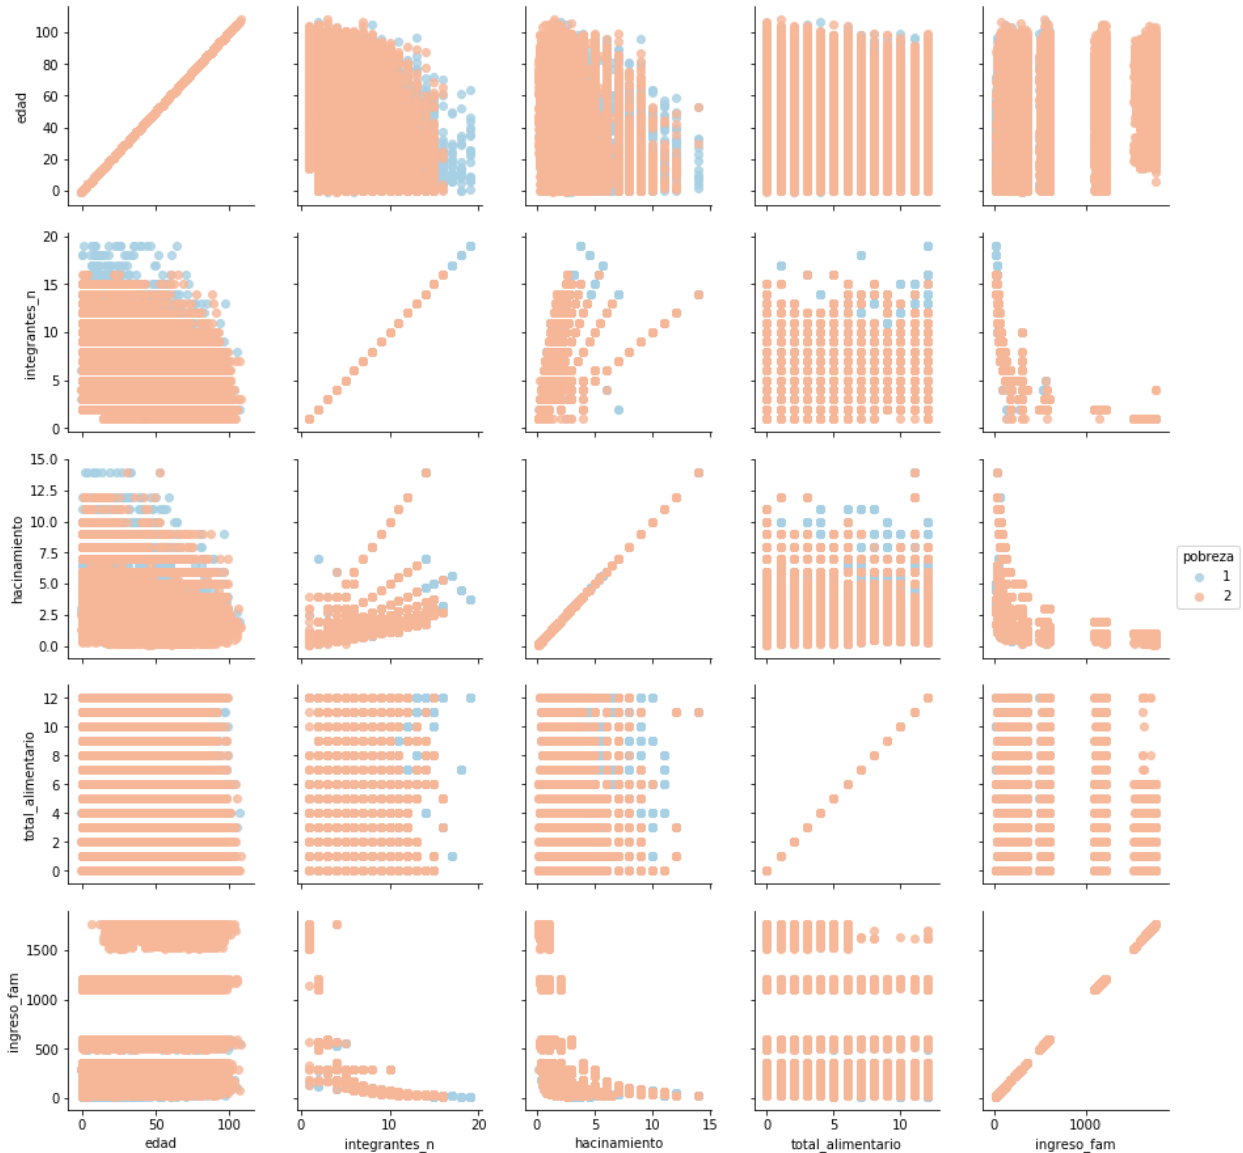 100
80
60
40
20
0
edad
20
15
10
5
0
integrantes_n
15.0
12.5
10.0
7.5
5.0
2.5
0.0
hacinamiento
pobreza
1
2
12
10
8
6
4
2
0
total_alimentario
1500
1000
500
0
ingreso_fam
0 50 100
edad
0 10 20
integrantes_n
0 5 10 15
hacinamiento
0 5 10
total_alimentario
0 1000
ingreso_fam